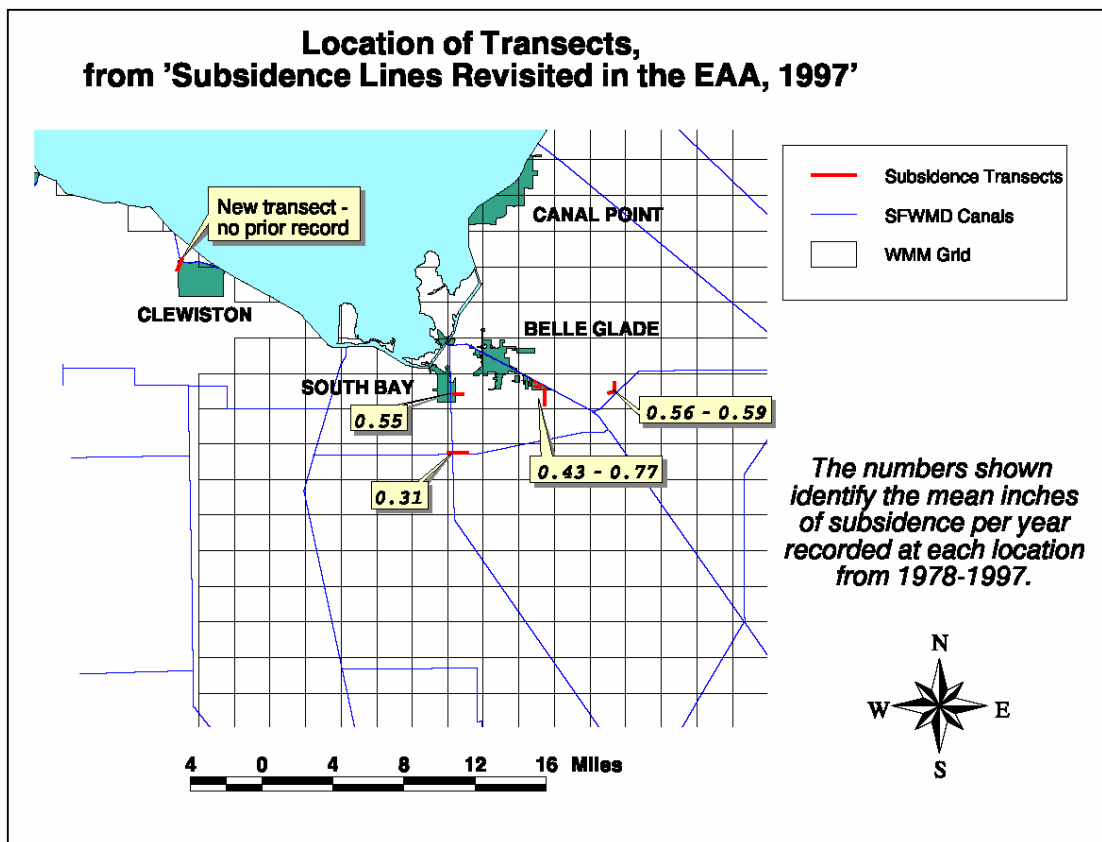 Location of Transects,
from 'Subsidence Lines Revisited in the EAA, 1997'
New transect -
no prior record
CANAL POINT
CLEWISTON
BELLE GLADE
SOUTH BAY
0.55
0.56 - 0.59
0.43 - 0.77
0.31
Subsidence Transects
SFWMD Canals
WMM Grid
The numbers shown
identify the mean inches
of subsidence per year
recorded at each location
from 1978-1997.
N
W
E
S
4 0 4 8 12 16 Miles